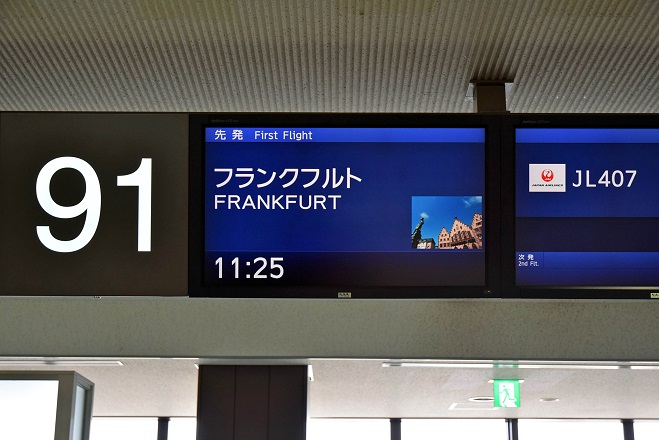 91
先発 First Flight
フランクフルト
FRANKFURT
11:25
JAPAN AIRLINES
JL407
次発
2nd Flt.